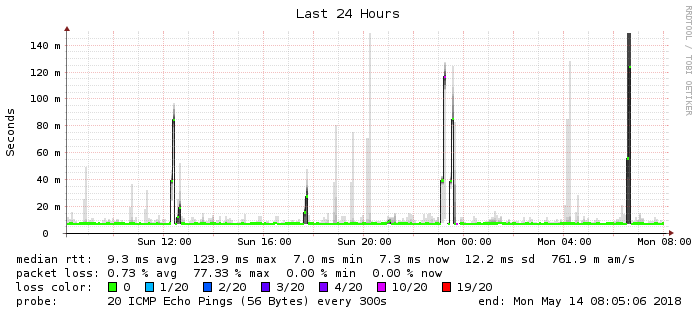 Last 24 Hours
RRDTOOL / TOBI OETIKER
Seconds
140 m
120 m
100 m
80 m
60 m
40 m
20 m
0
Sun 12:00 Sun 16:00 Sun 20:00 Mon 00:00 Mon 04:00 Mon 08:00
median rtt: 9.3 ms avg 123.9 ms max 7.0 ms min 7.3 ms now 12.2 ms sd 761.9 m am/s
packet loss: 0.73 % avg 77.33 % max 0.00 % min 0.00 % now
loss color: 0 1/20 2/20 3/20 4/20 10/20 19/20
probe: 20 ICMP Echo Pings (56 Bytes) every 300s end: Mon May 14 08:05:06 2018